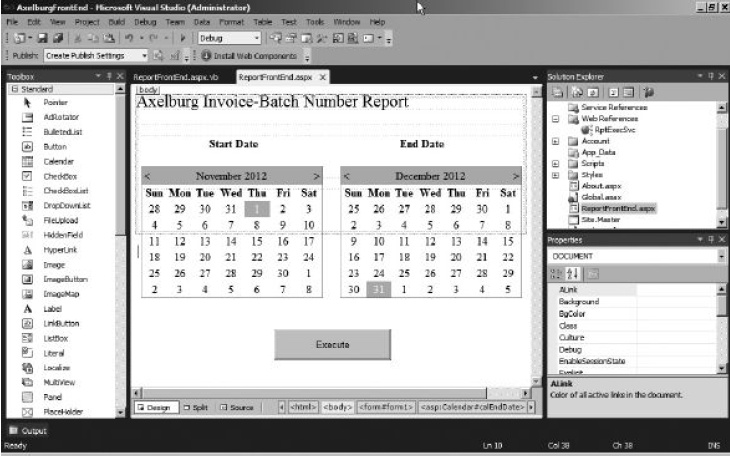 AxelburgFrontEnd - Microsoft Visual Studio (Administrator)
File Edit View Project Build Debug Team Data Format Table Test Tools Window Help
Debug
Publish: Create Publish Settings
Install Web Components
Toolbox
Standard
Pointer
AdRotator
BulletedList
Button
Calendar
CheckBox
CheckBoxList
DropDownList
FileUpload
HiddenField
HyperLink
Image
ImageButton
ImageMap
Label
LinkButton
ListBox
Literal
Localize
MultiView
Panel
PlaceHolder
ReportFrontEnd.aspx.vb ReportFrontEnd.aspx X
body
Axelburg Invoice-Batch Number Report
Start Date
End Date
< November 2012 >
Sun Mon Tue Wed Thu Fri Sat
28 29 30 31 1 2 3
4 5 6 7 8 9 10
11 12 13 14 15 16 17
18 19 20 21 22 23 24
25 26 27 28 29 30 1
2 3 4 5 6 7 8
< December 2012 >
Sun Mon Tue Wed Thu Fri Sat
25 26 27 28 29 30 1
2 3 4 5 6 7 8
9 10 11 12 13 14 15
16 17 18 19 20 21 22
23 24 25 26 27 28 29
30 31 1 2 3 4 5
Execute
Design Split Source <html> <body> <form#form1> <asp:Calendar#calEndDate>
Solution Explorer
Service References
Web References
RptExecSvc
Account
App_Data
Scripts
Styles
About.aspx
Global.asax
ReportFrontEnd.aspx
Site.Master
Properties
DOCUMENT
ALink
Background
BgColor
Class
Culture
Debug
EnableSessionState
ALink
Color of all active links in the document.
Output
Ready Ln 10 Col 38 Ch 38 INS